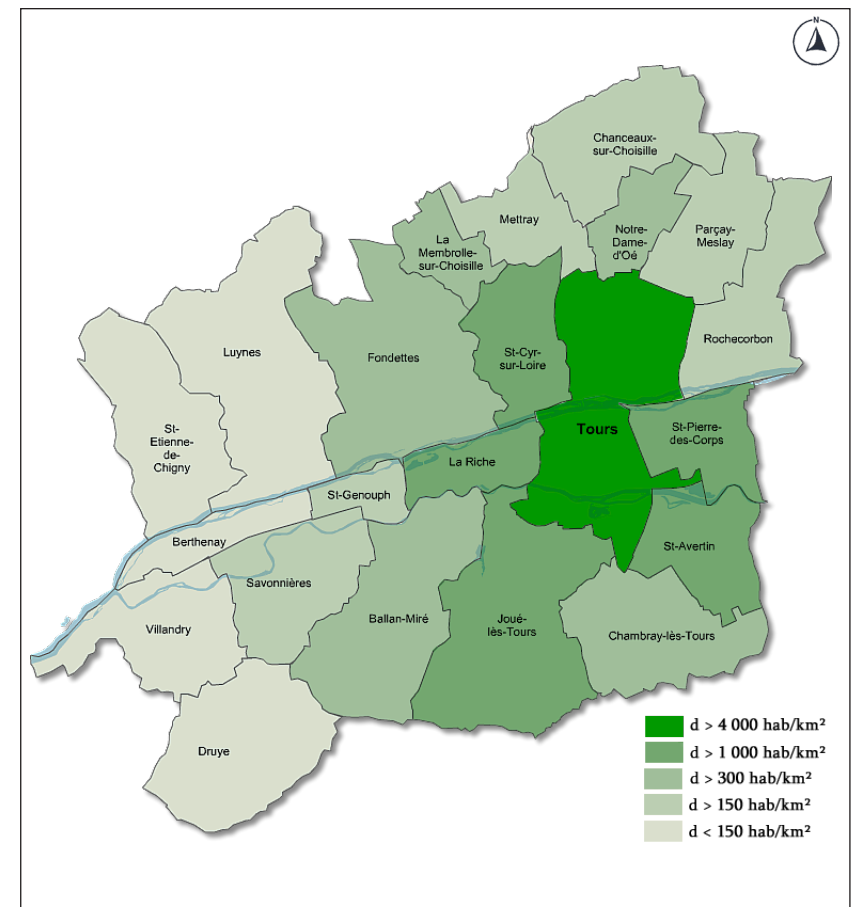 N
Chanceaux-
sur-Choisille
Mettray
Notre-
Dame-
d'Oé
Parçay-
Meslay
La
Membrolle-
sur-Choisille
Rochecorbon
Luynes
Fondettes
St-Cyr-
sur-Loire
St-
Etienne-
de-
Chigny
Tours
St-Pierre-
des-Corps
La Riche
St-Genouph
Berthenay
St-Avertin
Savonnières
Villandry
Ballan-Miré
Joué-
lès-Tours
Chambray-lès-Tours
Druye
d > 4 000 hab/km²
d > 1 000 hab/km²
d > 300 hab/km²
d > 150 hab/km²
d < 150 hab/km²